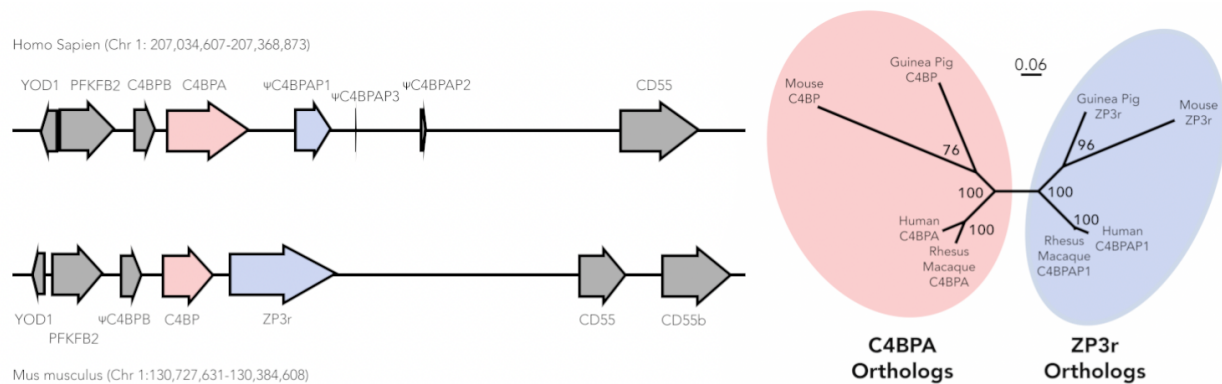 Homo Sapien (Chr 1: 207,034,607-207,368,873)
YOD1 PFKFB2 C4BPB C4BPA ψC4BPAP1 ψC4BPAP3 ψC4BPAP2 CD55
YOD1 PFKFB2 ψC4BPB C4BP ZP3r CD55 CD55b
Mus musculus (Chr 1:130,727,631-130,384,608)
Mouse
C4BP
Guinea Pig
C4BP
76
100
Human
C4BPA
100
Rhesus
Macaque
C4BPA
C4BPA
Orthologs
0.06
Guinea Pig
ZP3r
Mouse
ZP3r
96
100
100
Human
C4BPAP1
Rhesus
Macaque
C4BPAP1
ZP3r
Orthologs